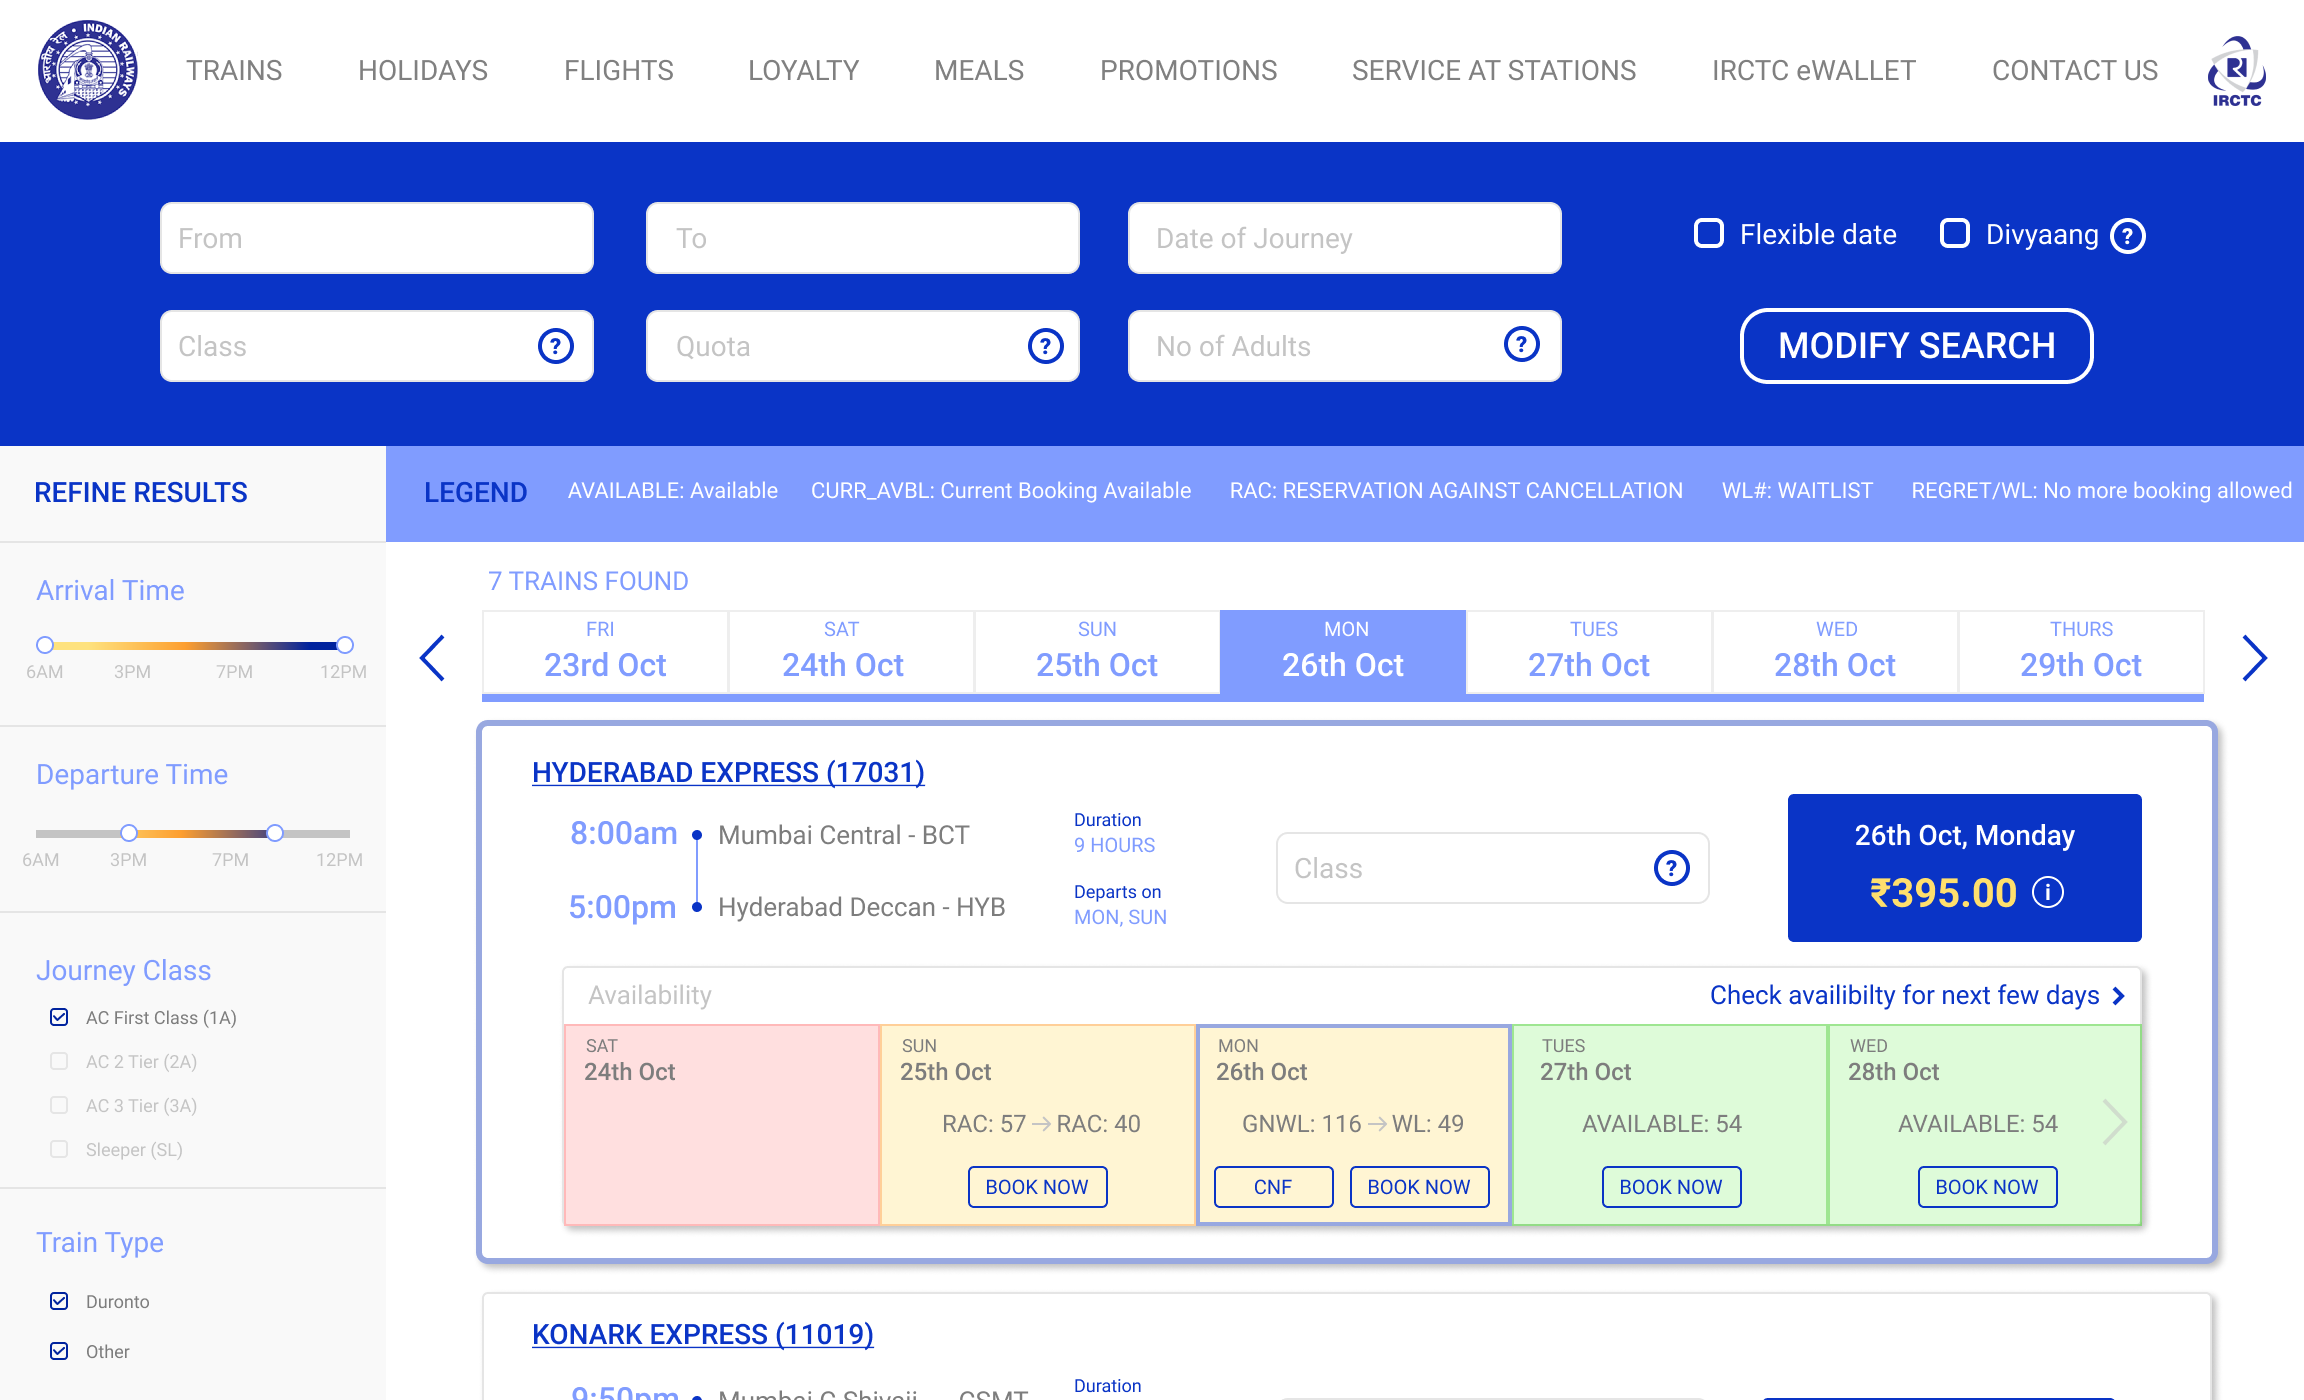 भारतीय रेल • INDIAN RAILWAYS
TRAINS
HOLIDAYS
FLIGHTS
LOYALTY
MEALS
PROMOTIONS
SERVICE AT STATIONS
IRCTC eWALLET
CONTACT US
IRCTC
From
To
Date of Journey
Flexible date
Divyaang ?
Class ?
Quota ?
No of Adults ?
MODIFY SEARCH
REFINE RESULTS
LEGEND
AVAILABLE: Available
CURR_AVBL: Current Booking Available
RAC: RESERVATION AGAINST CANCELLATION
WL#: WAITLIST
REGRET/WL: No more booking allowed
Arrival Time
6AM 3PM 7PM 12PM
Departure Time
6AM 3PM 7PM 12PM
Journey Class
AC First Class (1A)
AC 2 Tier (2A)
AC 3 Tier (3A)
Sleeper (SL)
Train Type
Duronto
Other
7 TRAINS FOUND
FRI
23rd Oct
SAT
24th Oct
SUN
25th Oct
MON
26th Oct
TUES
27th Oct
WED
28th Oct
THURS
29th Oct
HYDERABAD EXPRESS (17031)
8:00am Mumbai Central - BCT
5:00pm Hyderabad Deccan - HYB
Duration
9 HOURS
Departs on
MON, SUN
Class ?
26th Oct, Monday
₹395.00 i
Availability
Check availibilty for next few days
SAT
24th Oct
SUN
25th Oct
RAC: 57 → RAC: 40
BOOK NOW
MON
26th Oct
GNWL: 116 → WL: 49
CNF
BOOK NOW
TUES
27th Oct
AVAILABLE: 54
BOOK NOW
WED
28th Oct
AVAILABLE: 54
BOOK NOW
KONARK EXPRESS (11019)
9:50pm Mumbai C Shivaji CSMT
Duration